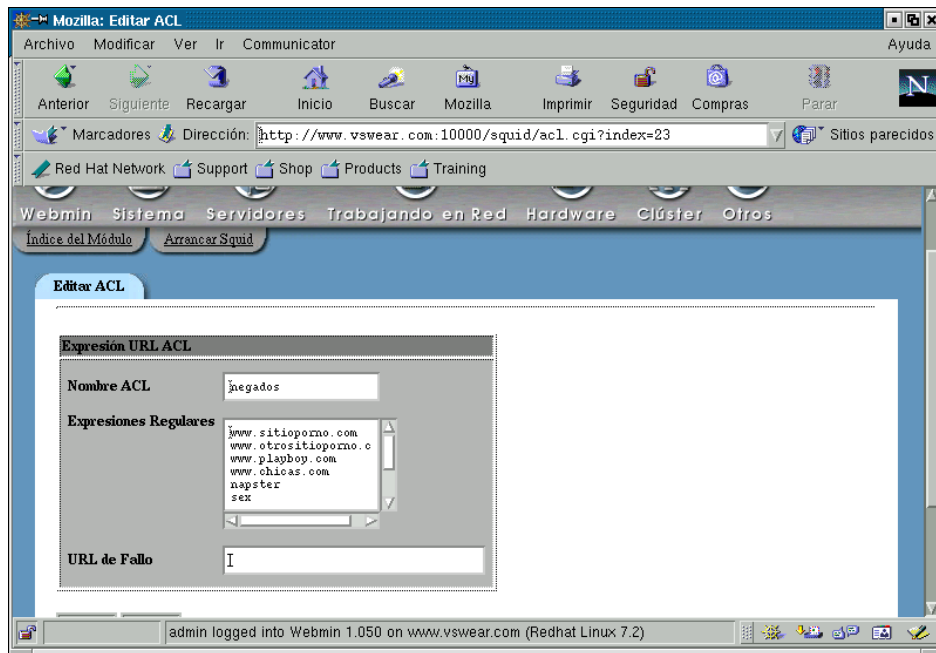 Mozilla: Editar ACL
Archivo Modificar Ver Ir Communicator Ayuda
My
N
Anterior Siguiente Recargar Inicio Buscar Mozilla Imprimir Seguridad Compras Parar
Marcadores Dirección: http://www.vswear.com:10000/squid/acl.cgi?index=23 Sitios parecidos
Red Hat Network Support Shop Products Training
Webmin Sistema Servidores Trabajando en Red Hardware Clúster Otros
Índice del Módulo Arrancar Squid
Editar ACL
Expresión URL ACL
Nombre ACL negados
Expresiones Regulares www.sitioporno.com
www.otrositioporno.c
www.playboy.com
www.chicas.com
napster
sex
URL de Fallo
admin logged into Webmin 1.050 on www.vswear.com (Redhat Linux 7.2)